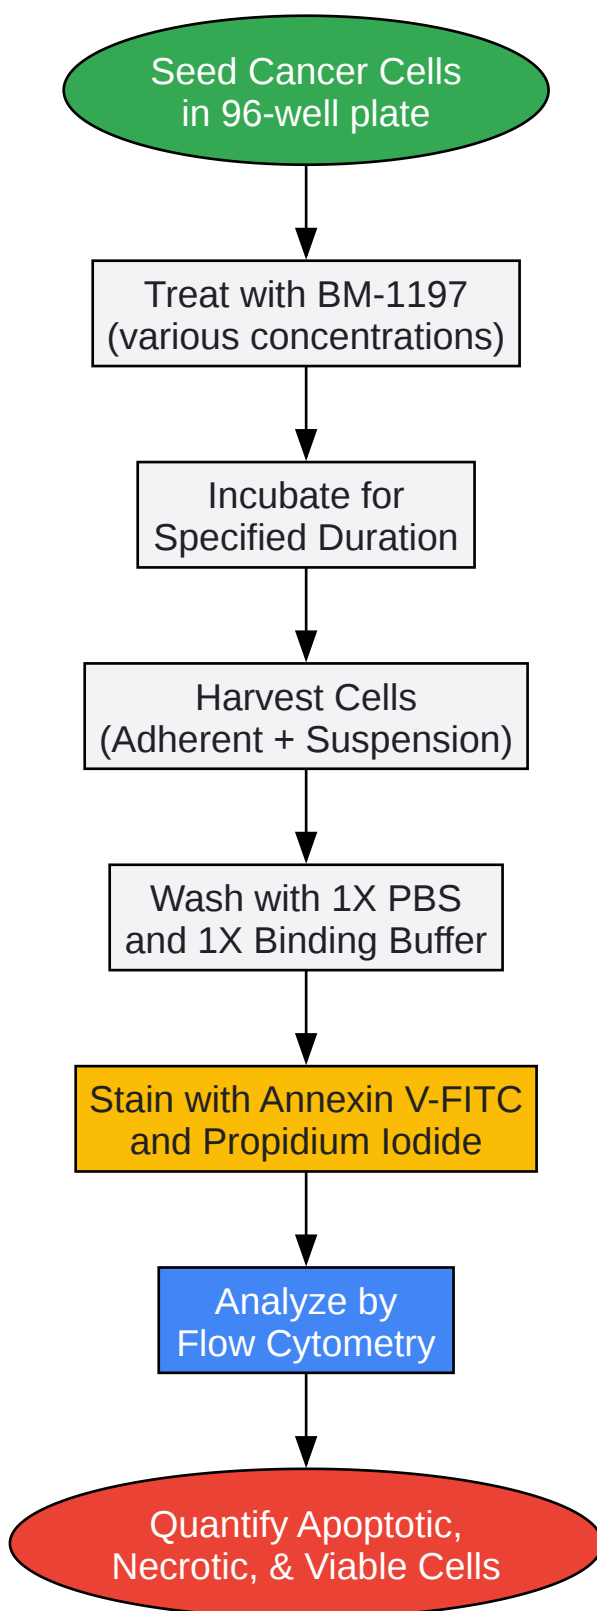 Seed Cancer Cells
in 96-well plate
Treat with BM-1197
(various concentrations)
Incubate for
Specified Duration
Harvest Cells
(Adherent + Suspension)
Wash with 1X PBS
and 1X Binding Buffer
Stain with Annexin V-FITC
and Propidium Iodide
Analyze by
Flow Cytometry
Quantify Apoptotic,
Necrotic, & Viable Cells